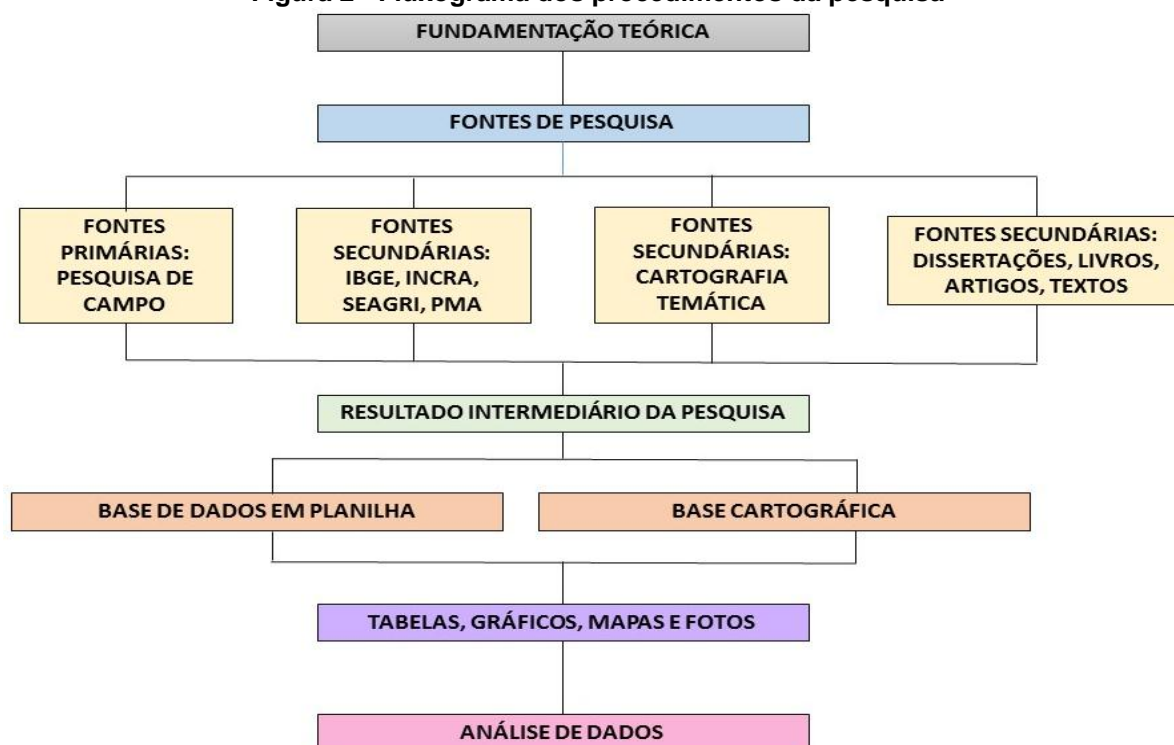 Figura 2 - Fluxograma dos procedimentos da pesquisa
FUNDAMENTAÇÃO TEÓRICA
FONTES DE PESQUISA
FONTES
PRIMÁRIAS:
PESQUISA DE
CAMPO
FONTES
SECUNDÁRIAS:
IBGE, INCRA,
SEAGRI, PMA
FONTES
SECUNDÁRIAS:
CARTOGRAFIA
TEMÁTICA
FONTES SECUNDÁRIAS:
DISSERTAÇÕES, LIVROS,
ARTIGOS, TEXTOS
RESULTADO INTERMEDIÁRIO DA PESQUISA
BASE DE DADOS EM PLANILHA
BASE CARTOGRÁFICA
TABELAS, GRÁFICOS, MAPAS E FOTOS
ANÁLISE DE DADOS